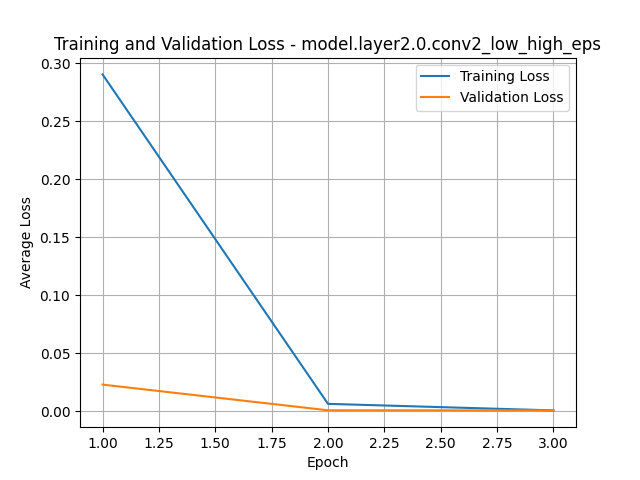 Training and Validation Loss - model.layer2.0.conv2_low_high_eps
Training Loss
Validation Loss
Average Loss
0.30
0.25
0.20
0.15
0.10
0.05
0.00
1.00 1.25 1.50 1.75 2.00 2.25 2.50 2.75 3.00
Epoch